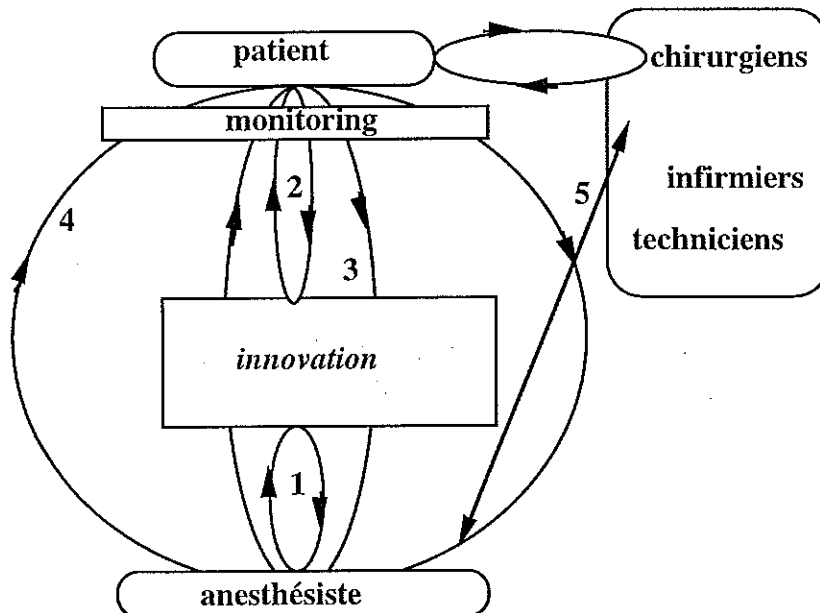 patient
chirurgiens
monitoring
2
5
infirmiers
4
techniciens
3
innovation
1
anesthésiste